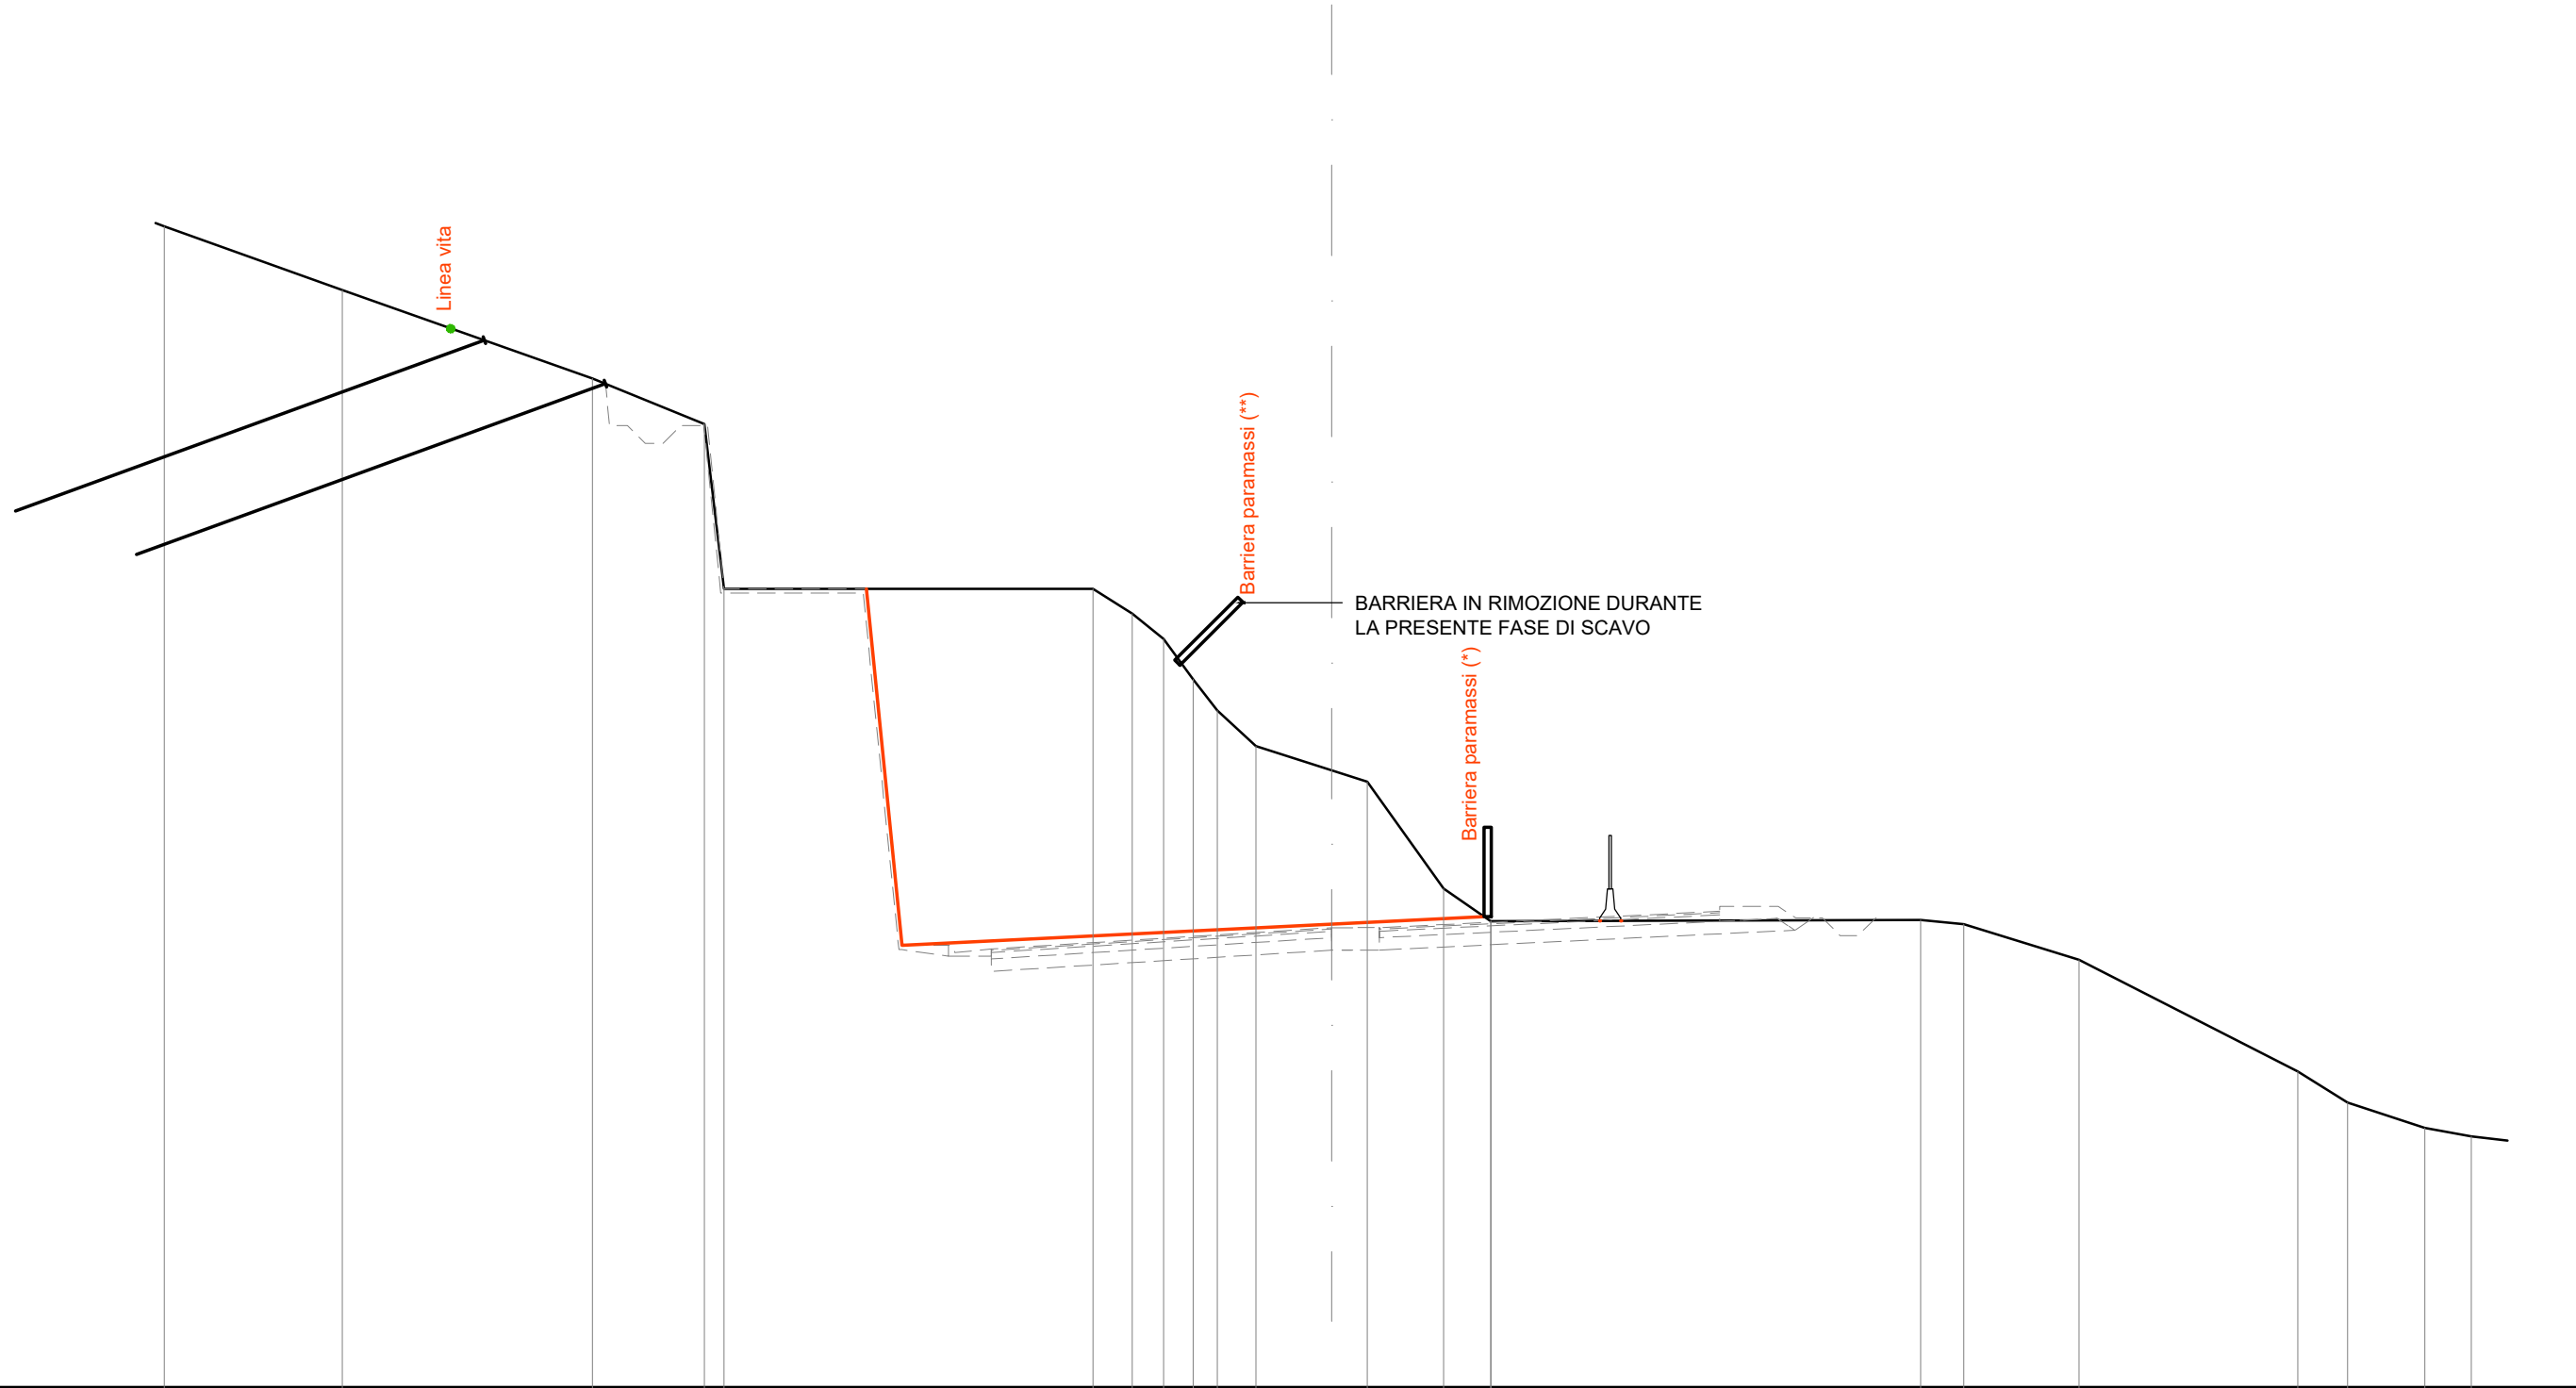 Linea vita
Barriera paramassi (**)
BARRIERA IN RIMOZIONE DURANTE
LA PRESENTE FASE DI SCAVO
Barriera paramassi (*)